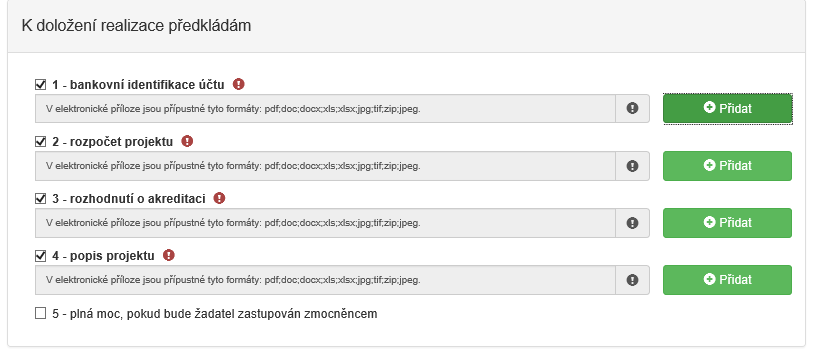 K doložení realizace předkládám
1 - bankovní identifikace účtu
V elektronické příloze jsou přípustné tyto formáty: pdf;doc;docx;xls;xlsx;jpg;tif;zip;jpeg.
Přidat
2 - rozpočet projektu
V elektronické příloze jsou přípustné tyto formáty: pdf;doc;docx;xls;xlsx;jpg;tif;zip;jpeg.
Přidat
3 - rozhodnutí o akreditaci
V elektronické příloze jsou přípustné tyto formáty: pdf;doc;docx;xls;xlsx;jpg;tif;zip;jpeg.
Přidat
4 - popis projektu
V elektronické příloze jsou přípustné tyto formáty: pdf;doc;docx;xls;xlsx;jpg;tif;zip;jpeg.
Přidat
5 - plná moc, pokud bude žadatel zastupován zmocněncem